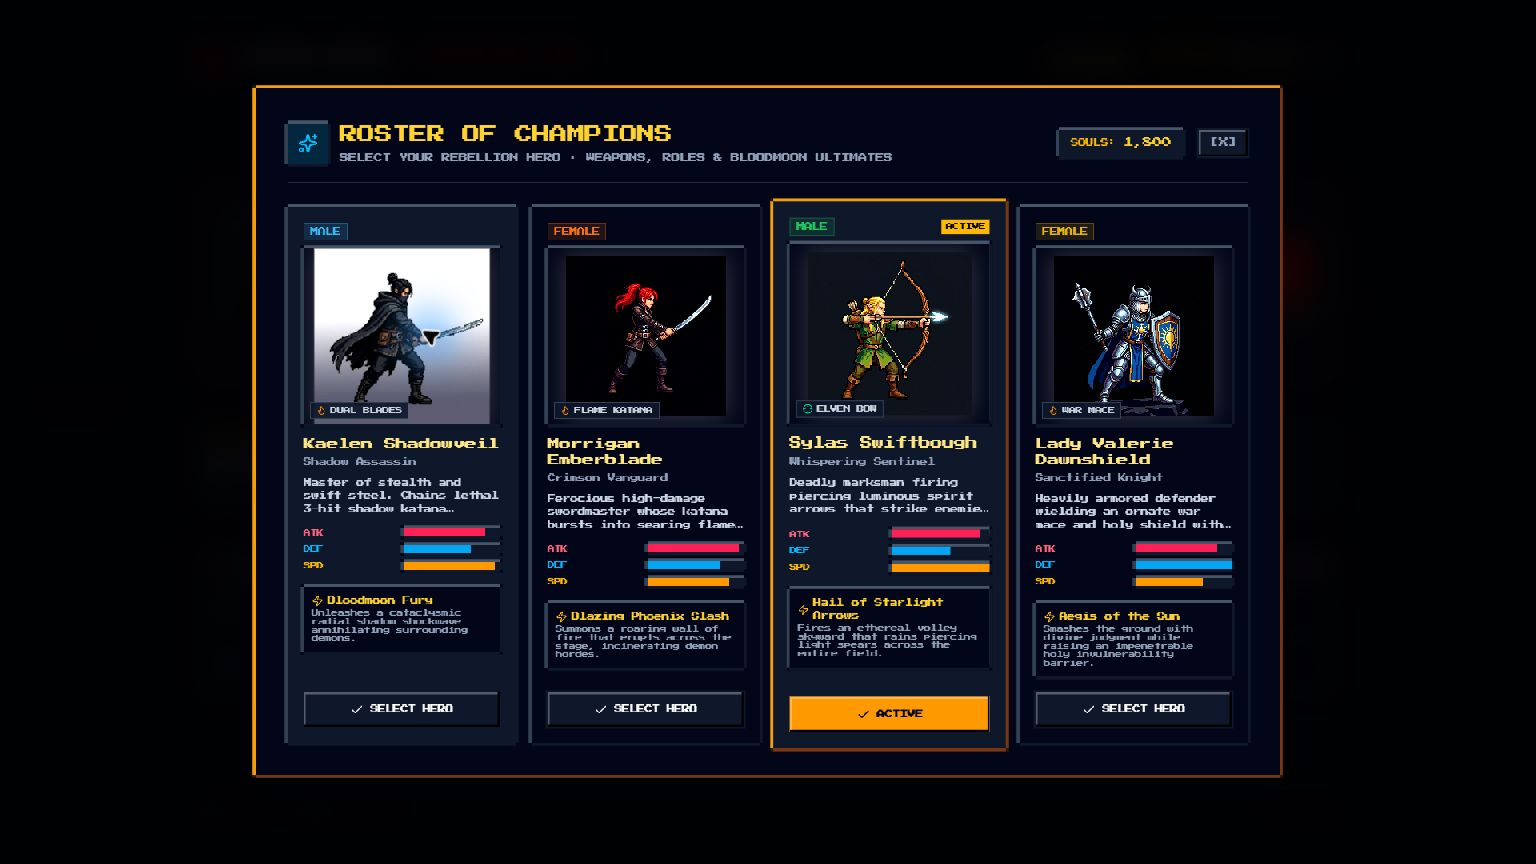 ROSTER OF CHAMPIONS
SELECT YOUR REBELLION HERO · WEAPONS, ROLES & BLOODMOON ULTIMATES
SOULS: 1,800
[X]
MALE
DUAL BLADES
Kaelen Shadowveil
Shadow Assassin
Master of stealth and
swift steel. Chains lethal
3-hit shadow katana…
ATK
DEF
SPD
Bloodmoon Fury
Unleashes a cataclysmic
radial shadow shockwave
annihilating surrounding
demons.
SELECT HERO
FEMALE
FLAME KATANA
Morrigan
Emberblade
Crimson Vanguard
Ferocious high-damage
swordmaster whose katana
bursts into searing flame…
ATK
DEF
SPD
Blazing Phoenix Slash
Summons a roaring wall of
fire that erupts across the
stage, incinerating demon
hordes.
SELECT HERO
MALE
ACTIVE
ELVEN BOW
Sylas Swiftbough
Whispering Sentinel
Deadly marksman firing
piercing luminous spirit
arrows that strike enemie…
ATK
DEF
SPD
Hail of Starlight
Arrows
Fires an ethereal volley
skyward that rains piercing
light spears across the
entire field.
ACTIVE
FEMALE
WAR MACE
Lady Valerie
Dawnshield
Sanctified Knight
Heavily armored defender
wielding an ornate war
mace and holy shield with…
ATK
DEF
SPD
Aegis of the Sun
Smashes the ground with
divine judgment while
raising an impenetrable
holy invulnerability
barrier.
SELECT HERO